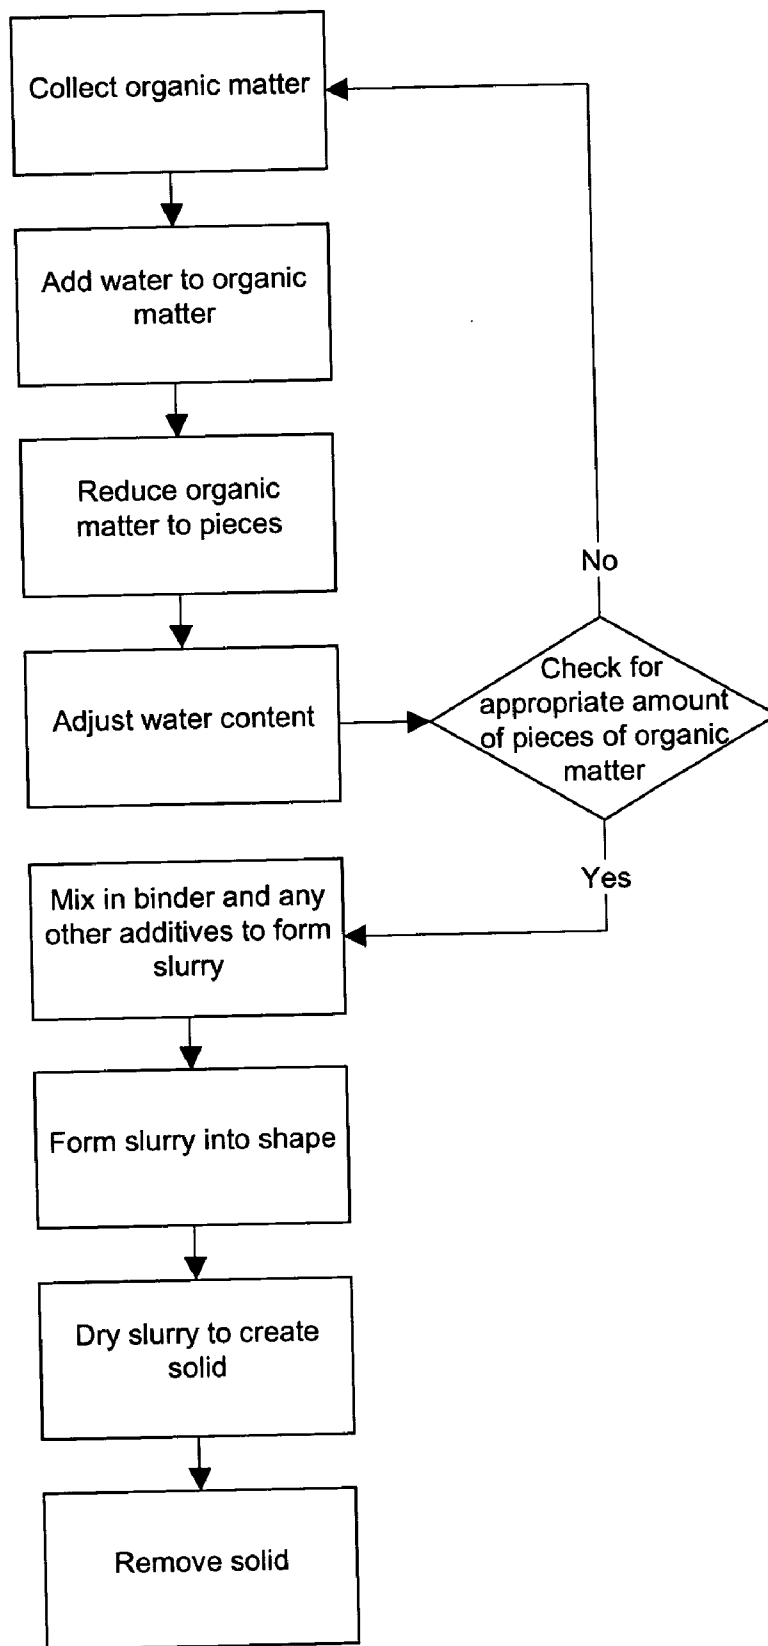 Collect organic matter
Add water to organic
matter
Reduce organic
matter to pieces
No
Check for
appropriate amount
of pieces of organic
matter
Adjust water content
Yes
Mix in binder and any
other additives to form
slurry
Form slurry into shape
Dry slurry to create
solid
Remove solid